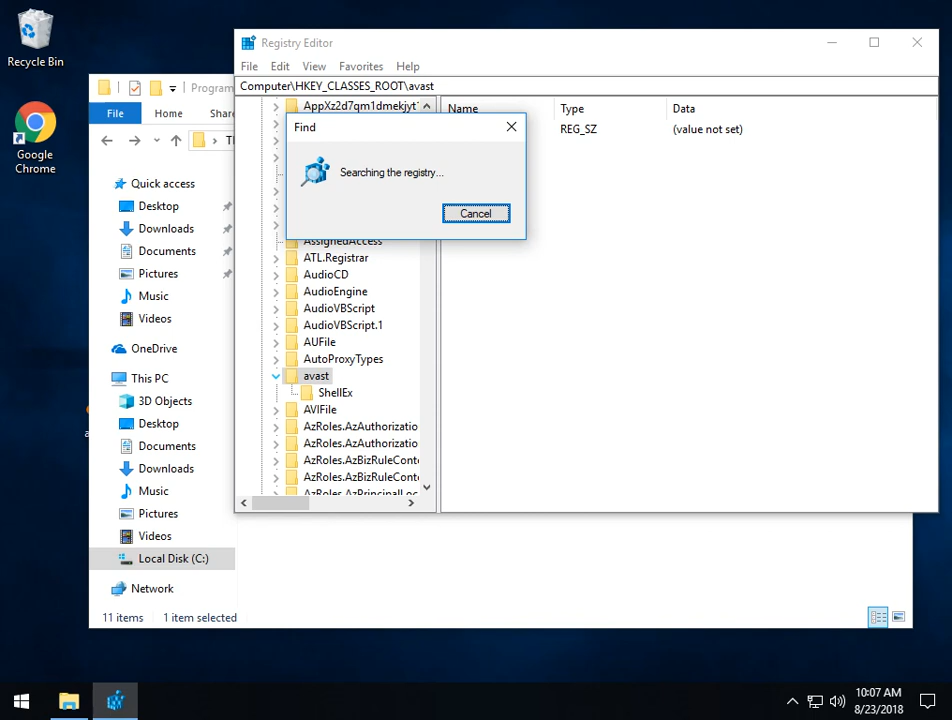 Recycle Bin
Google
Chrome
Program
File
Home
Share
Quick access
Desktop
Downloads
Documents
Pictures
Music
Videos
OneDrive
This PC
3D Objects
Desktop
Documents
Downloads
Music
Pictures
Videos
Local Disk (C:)
Network
11 items
1 item selected
Registry Editor
File
Edit
View
Favorites
Help
Computer\HKEY_CLASSES_ROOT\avast
AppXz2d7qm1dmekjyt
Name
Type
Data
REG_SZ
(value not set)
Find
Searching the registry...
Cancel
AssignedAccess
ATL.Registrar
AudioCD
AudioEngine
AudioVBScript
AudioVBScript.1
AUFile
AutoProxyTypes
avast
ShellEx
AVIFile
AzRoles.AzAuthorizatio
AzRoles.AzAuthorizatio
AzRoles.AzBizRuleConte
AzRoles.AzBizRuleConte
AzRoles.AzPrincipalLoc
10:07 AM
8/23/2018